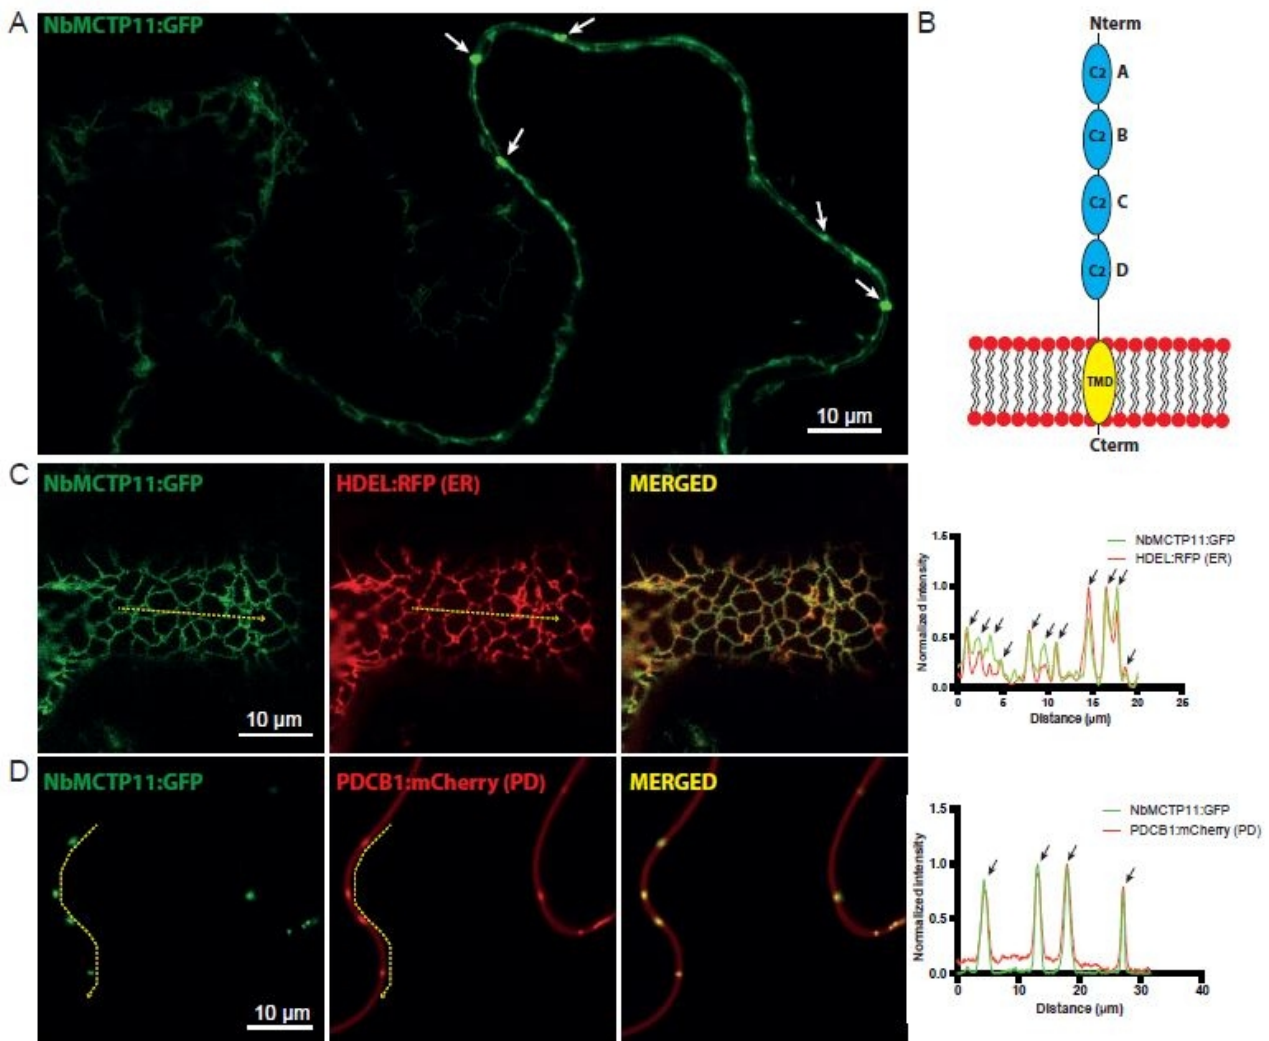 A
NbMCTP11:GFP
10 µm
B
Nterm
C2 A
C2 B
C2 C
C2 D
TMD
Cterm
C
NbMCTP11:GFP
10 µm
HDEL:RFP (ER)
MERGED
NbMCTP11:GFP
HDEL:RFP (ER)
Normalized intensity
1.5
1.0
0.5
0.0
0 5 10 15 20 25
Distance (µm)
D
NbMCTP11:GFP
10 µm
PDCB1:mCherry (PD)
MERGED
NbMCTP11:GFP
PDCB1:mCherry (PD)
Normalized intensity
1.5
1.0
0.5
0.0
0 10 20 30 40
Distance (µm)